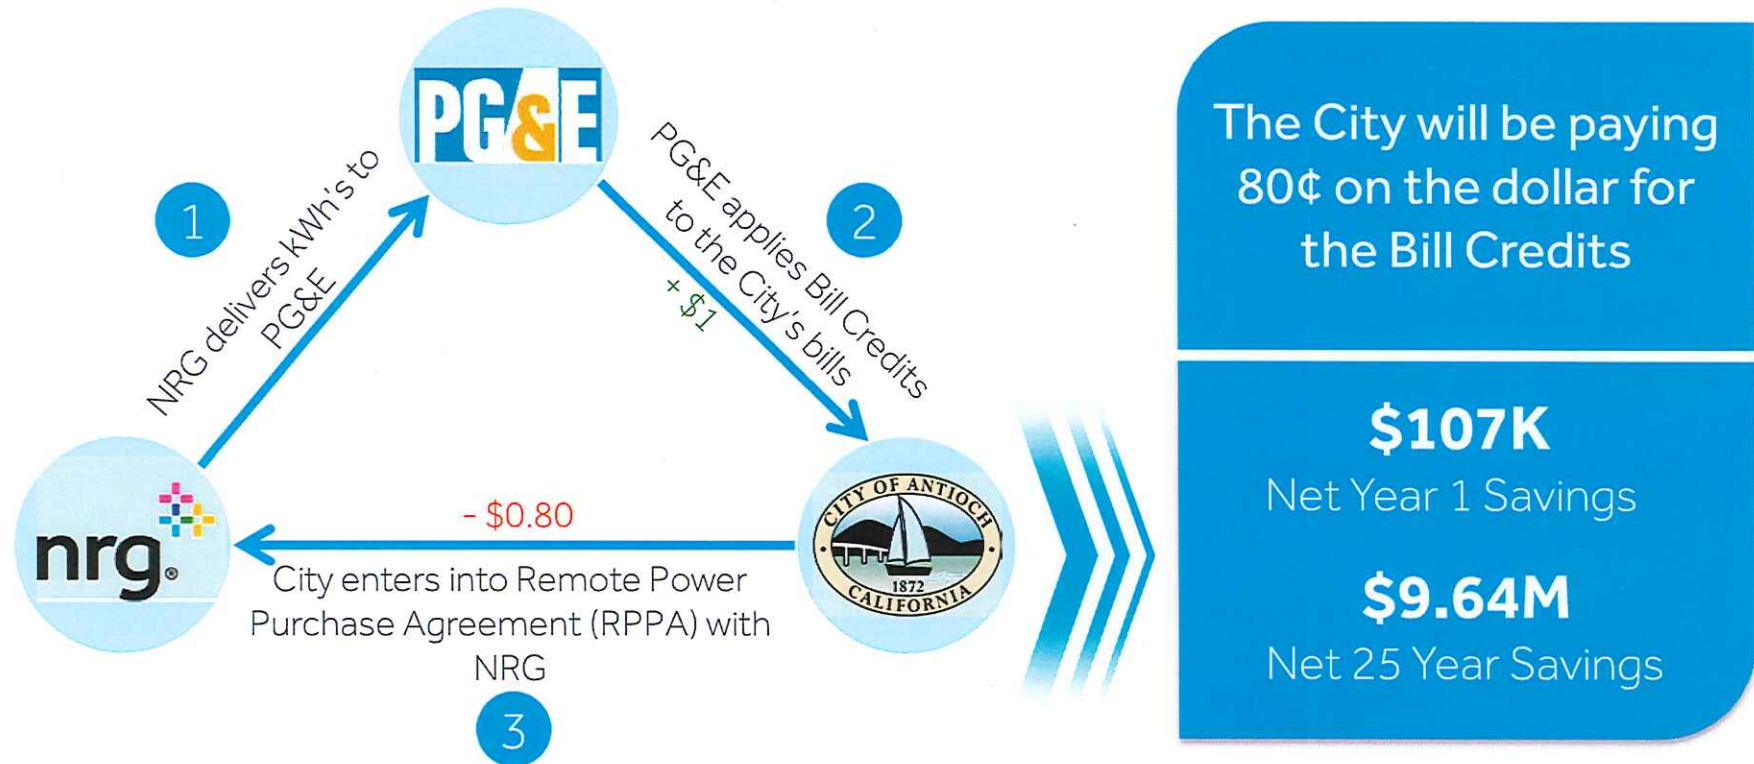 PG&E
1
NRG delivers kWh's to
PG&E
PG&E applies Bill Credits
to the City's bills
+ $1
2
nrg®
- $0.80
City enters into Remote Power
Purchase Agreement (RPPA) with
NRG
3
CITY OF ANTIOCH
1872
CALIFORNIA
The City will be paying
80¢ on the dollar for
the Bill Credits
$107K
Net Year 1 Savings
$9.64M
Net 25 Year Savings